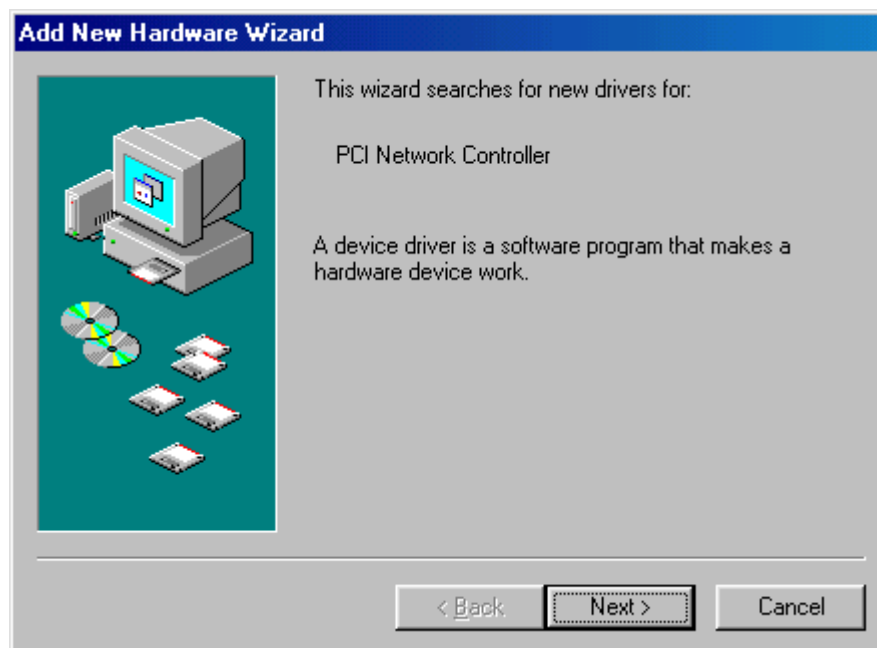 Add New Hardware Wizard
This wizard searches for new drivers for:
PCI Network Controller
A device driver is a software program that makes a
hardware device work.
< Back
Next >
Cancel